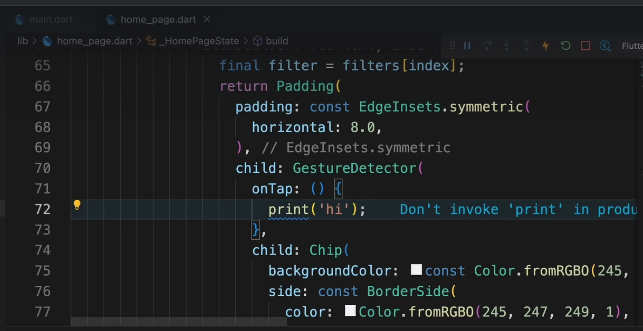 main.dart home_page.dart ×
lib > home_page.dart > _HomePageState > build
65 final filter = filters[index];
66 return Padding(
67 padding: const EdgeInsets.symmetric(
68 horizontal: 8.0,
69 ), // EdgeInsets.symmetric
70 child: GestureDetector(
71 onTap: () {
72 print('hi'); Don't invoke 'print' in produ
73 },
74 child: Chip(
75 backgroundColor: const Color.fromRGBO(245,
76 side: const BorderSide(
77 color: Color.fromRGBO(245, 247, 249, 1),